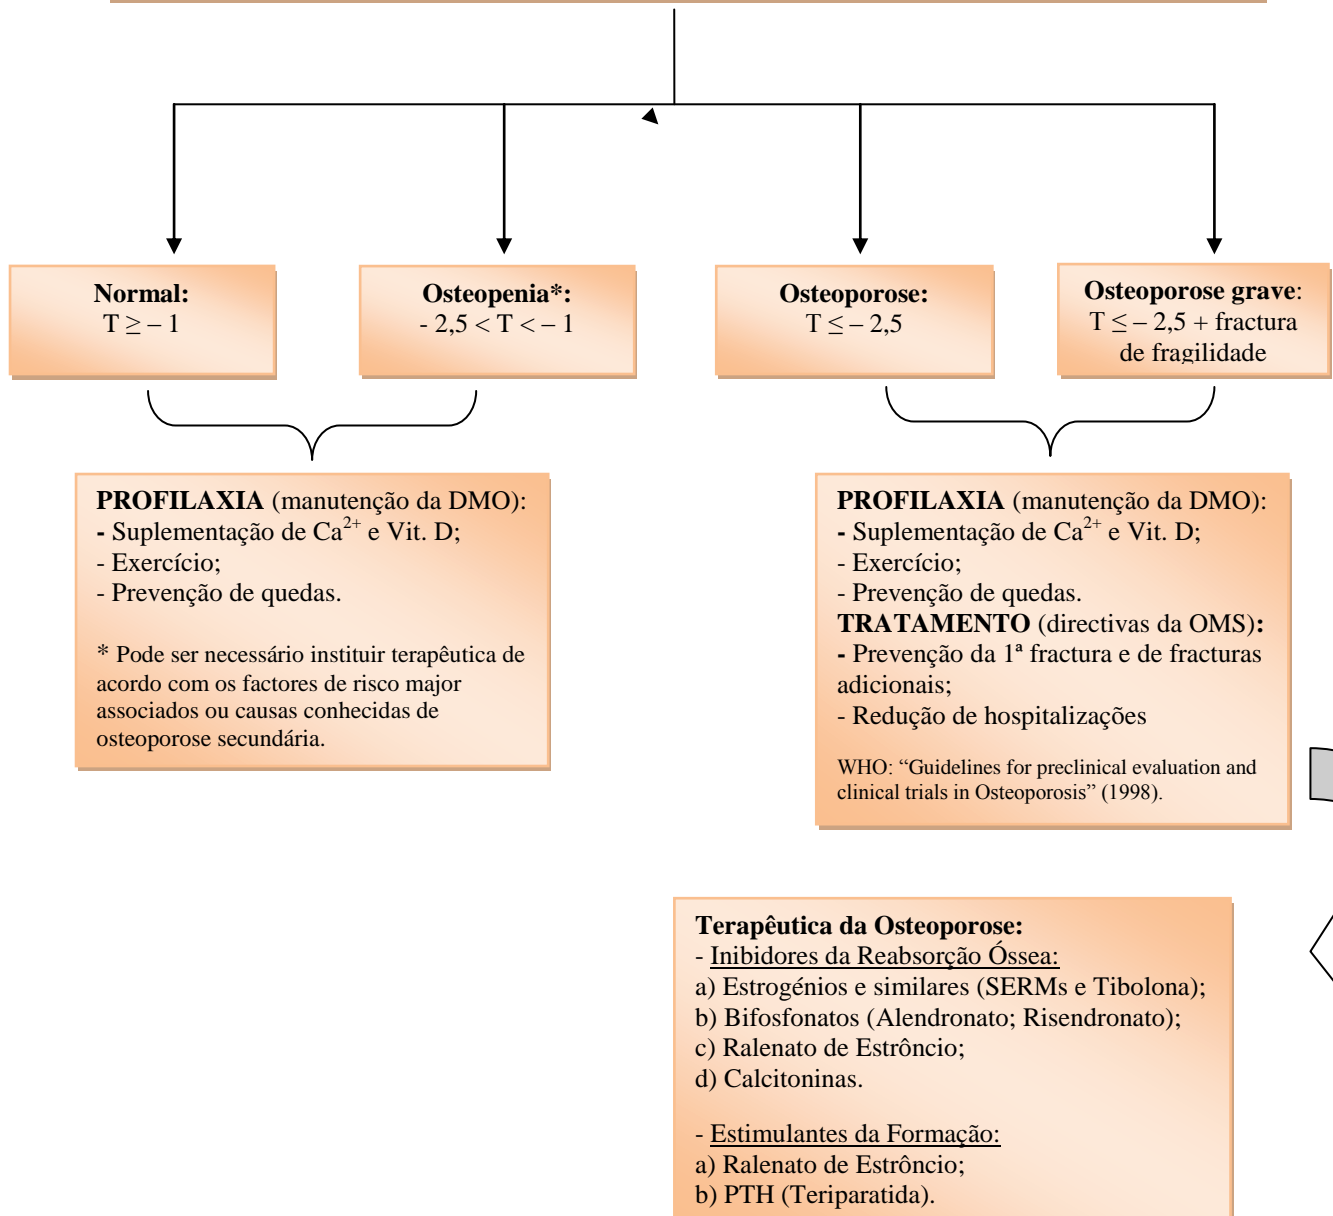 Normal:
T ≥ – 1
Osteopenia*:
- 2,5 < T < – 1
Osteoporose:
T ≤ – 2,5
Osteoporose grave:
T ≤ – 2,5 + fractura
de fragilidade
PROFILAXIA (manutenção da DMO):
- Suplementação de Ca²⁺ e Vit. D;
- Exercício;
- Prevenção de quedas.
* Pode ser necessário instituir terapêutica de
acordo com os factores de risco major
associados ou causas conhecidas de
osteoporose secundária.
PROFILAXIA (manutenção da DMO):
- Suplementação de Ca²⁺ e Vit. D;
- Exercício;
- Prevenção de quedas.
TRATAMENTO (directivas da OMS):
- Prevenção da 1ª fractura e de fracturas
adicionais;
- Redução de hospitalizações
WHO: “Guidelines for preclinical evaluation and
clinical trials in Osteoporosis” (1998).
Terapêutica da Osteoporose:
- Inibidores da Reabsorção Óssea:
a) Estrogénios e similares (SERMs e Tibolona);
b) Bifosfonatos (Alendronato; Risendronato);
c) Ralenato de Estrôncio;
d) Calcitoninas.
- Estimulantes da Formação:
a) Ralenato de Estrôncio;
b) PTH (Teriparatida).